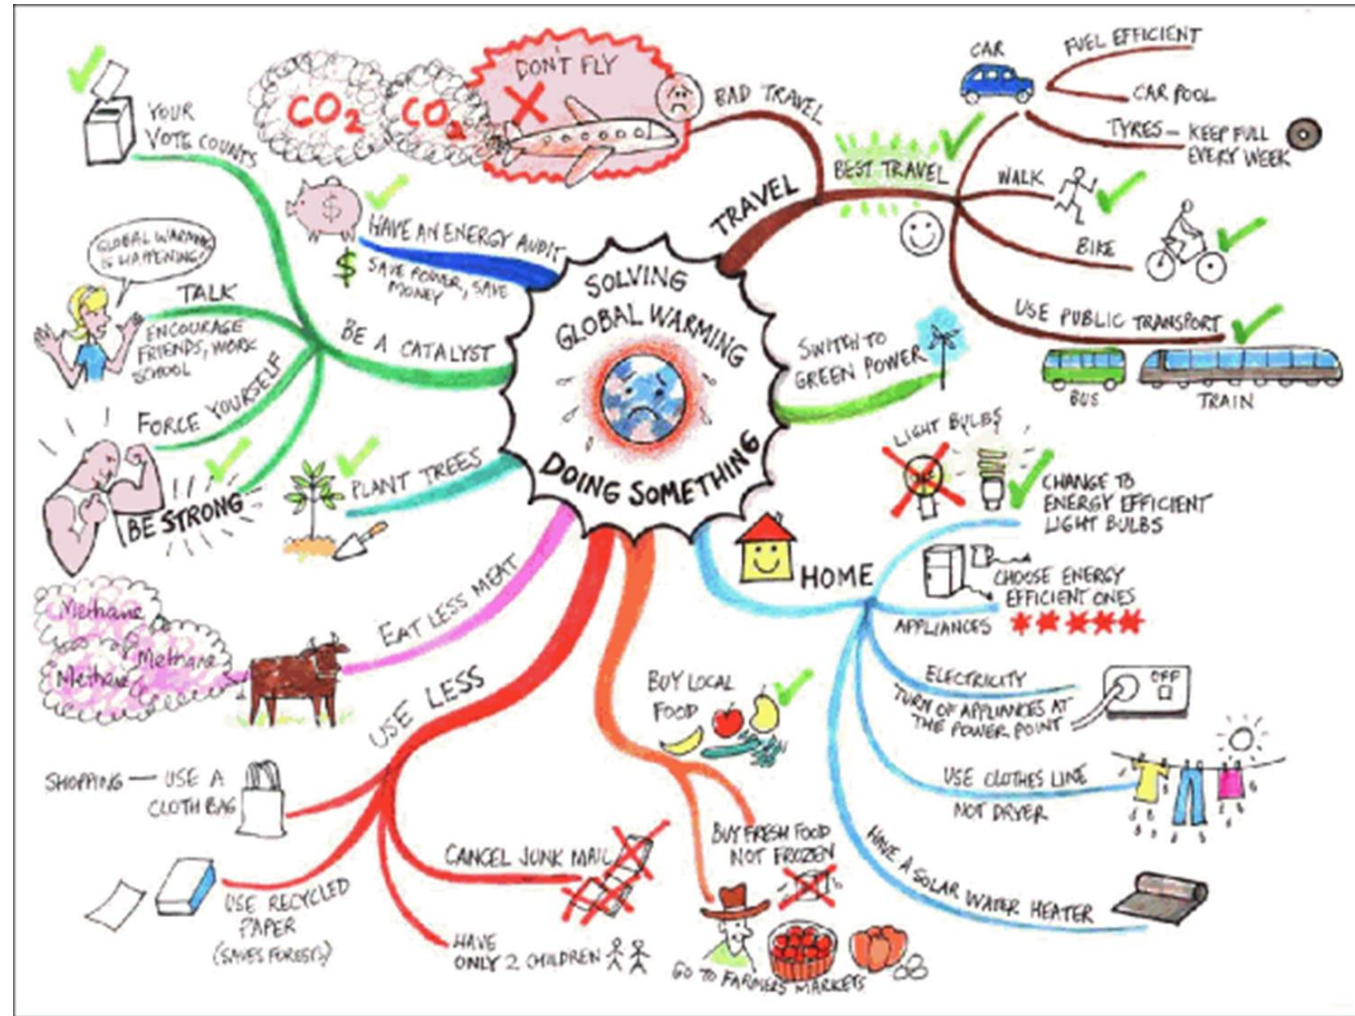 SOLVING
GLOBAL WARMING
DOING SOMETHING
TRAVEL
BAD TRAVEL
DON'T FLY
CO2
CO2
BEST TRAVEL
CAR
FUEL EFFICIENT
CAR POOL
TYRES – KEEP FULL
EVERY WEEK
WALK
BIKE
USE PUBLIC TRANSPORT
BUS
TRAIN
SWITCH TO
GREEN POWER
HOME
LIGHT BULBS
CHANGE TO
ENERGY EFFICIENT
LIGHT BULBS
CHOOSE ENERGY
EFFICIENT ONES
APPLIANCES
ELECTRICITY
TURN OF APPLIANCES AT
THE POWER POINT
OFF
USE CLOTHES LINE
NOT DRYER
HAVE A SOLAR WATER HEATER
BUY LOCAL
FOOD
BUY FRESH FOOD
NOT FROZEN
GO TO FARMERS MARKETS
USE LESS
CANCEL JUNK MAIL
HAVE
ONLY 2 CHILDREN
USE RECYCLED
PAPER
(SAVES FORESTS)
SHOPPING — USE A
CLOTH BAG
EAT LESS MEAT
Methane
Methane
Methane
PLANT TREES
BE A CATALYST
YOUR
VOTE COUNTS
TALK
ENCOURAGE
FRIENDS, WORK
SCHOOL
GLOBAL WARMING
IS HAPPENING!
FORCE YOURSELF
BE STRONG
HAVE AN ENERGY AUDIT
SAVE POWER, SAVE
MONEY
$
$